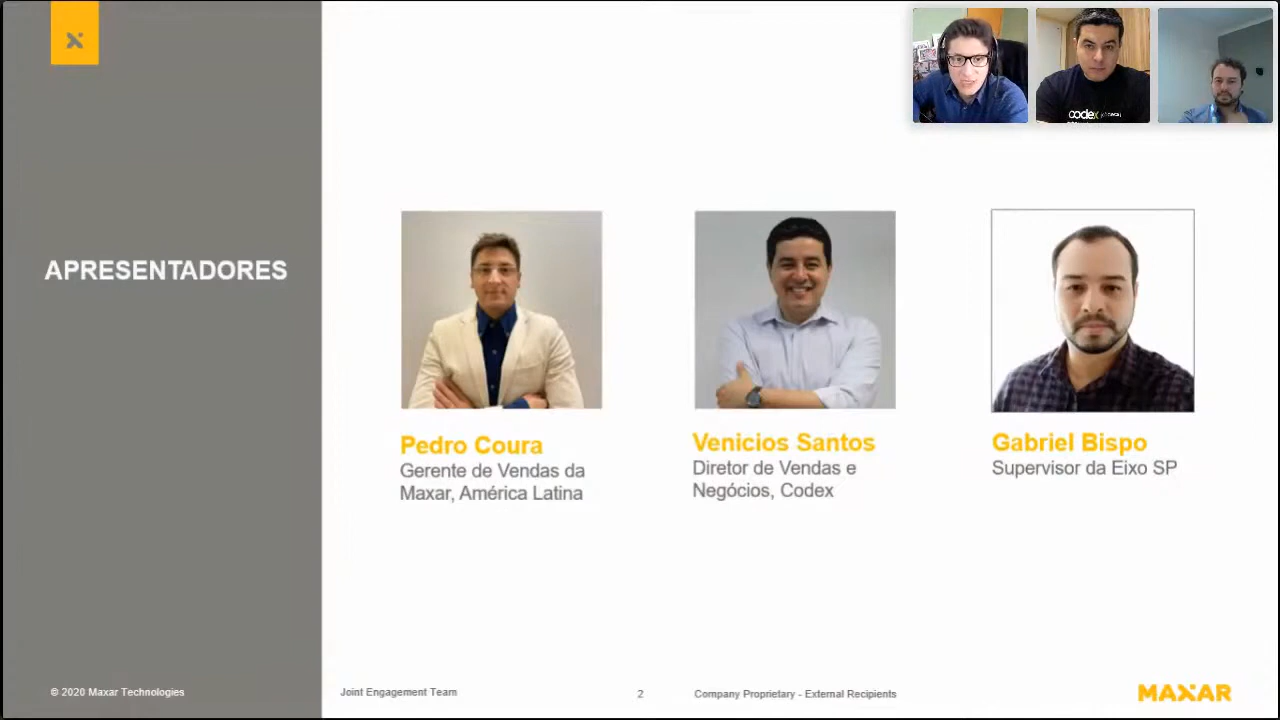 APRESENTADORES
codex
Pedro Coura
Gerente de Vendas da
Maxar, América Latina
Venicios Santos
Diretor de Vendas e
Negócios, Codex
Gabriel Bispo
Supervisor da Eixo SP
© 2020 Maxar Technologies
Joint Engagement Team
2
Company Proprietary - External Recipients
MAXAR